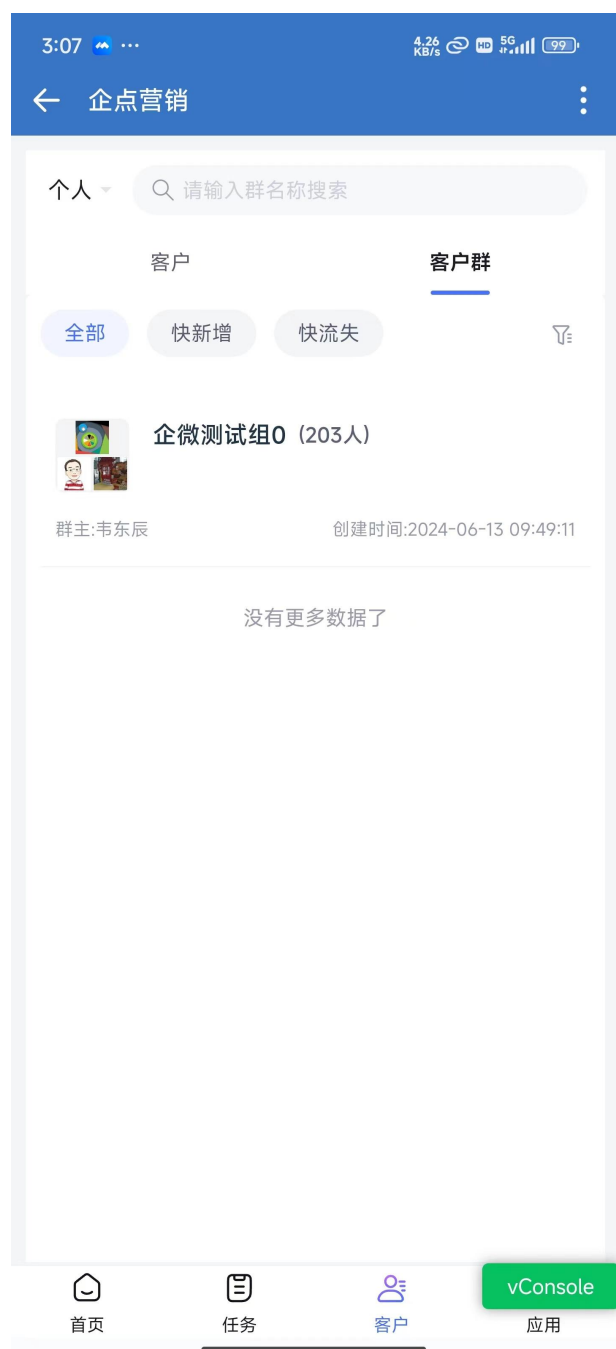 3:07 ··· 4.26 KB/s HD 5G 99
企点营销
个人 请输入群名称搜索
客户 客户群
全部 快新增 快流失
企微测试组0 (203人)
群主:韦东辰 创建时间:2024-06-13 09:49:11
没有更多数据了
vConsole
首页 任务 客户 应用